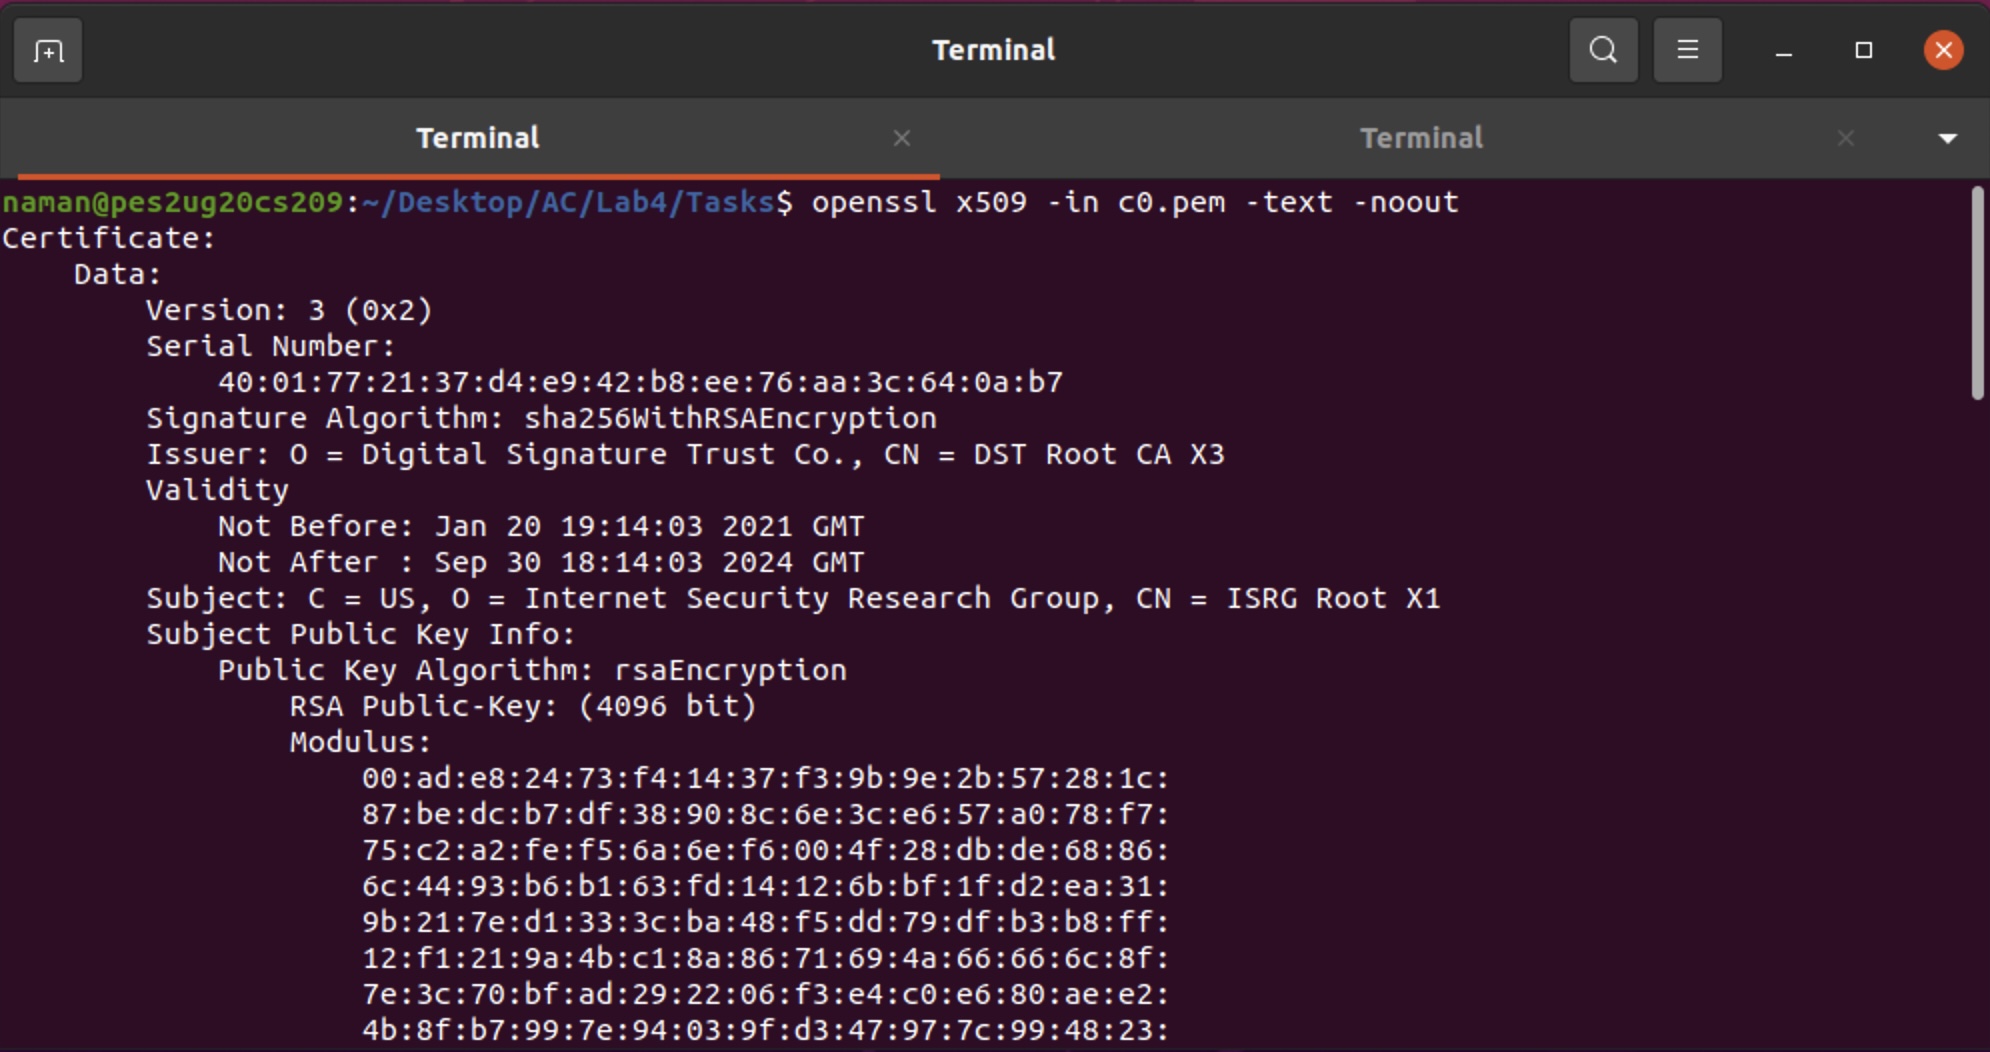 Terminal
Terminal
Terminal
naman@pes2ug20cs209:~/Desktop/AC/Lab4/Tasks$ openssl x509 -in c0.pem -text -noout
Certificate:
    Data:
        Version: 3 (0x2)
        Serial Number:
            40:01:77:21:37:d4:e9:42:b8:ee:76:aa:3c:64:0a:b7
        Signature Algorithm: sha256WithRSAEncryption
        Issuer: O = Digital Signature Trust Co., CN = DST Root CA X3
        Validity
            Not Before: Jan 20 19:14:03 2021 GMT
            Not After : Sep 30 18:14:03 2024 GMT
        Subject: C = US, O = Internet Security Research Group, CN = ISRG Root X1
        Subject Public Key Info:
            Public Key Algorithm: rsaEncryption
                RSA Public-Key: (4096 bit)
                Modulus:
                    00:ad:e8:24:73:f4:14:37:f3:9b:9e:2b:57:28:1c:
                    87:be:dc:b7:df:38:90:8c:6e:3c:e6:57:a0:78:f7:
                    75:c2:a2:fe:f5:6a:6e:f6:00:4f:28:db:de:68:86:
                    6c:44:93:b6:b1:63:fd:14:12:6b:bf:1f:d2:ea:31:
                    9b:21:7e:d1:33:3c:ba:48:f5:dd:79:df:b3:b8:ff:
                    12:f1:21:9a:4b:c1:8a:86:71:69:4a:66:66:6c:8f:
                    7e:3c:70:bf:ad:29:22:06:f3:e4:c0:e6:80:ae:e2:
                    4b:8f:b7:99:7e:94:03:9f:d3:47:97:7c:99:48:23: